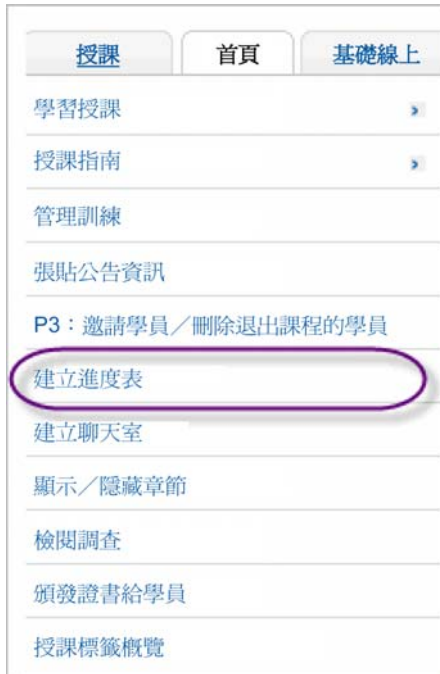 授課 首頁 基礎線上
學習授課
授課指南
管理訓練
張貼公告資訊
P3：邀請學員／刪除退出課程的學員
建立進度表
建立聊天室
顯示／隱藏章節
檢閱調查
頒發證書給學員
授課標籤概覽